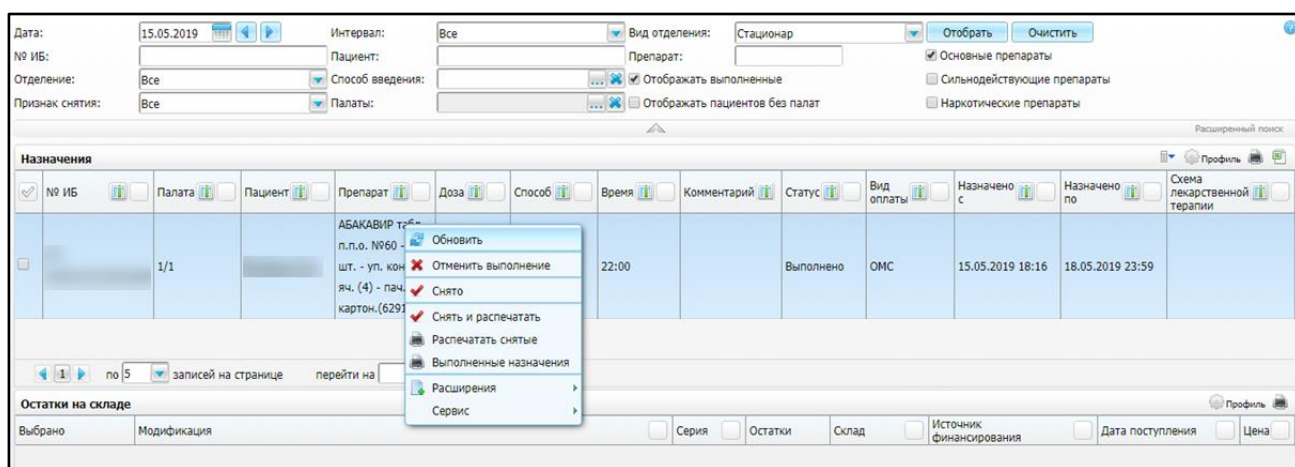 Дата: 15.05.2019 Интервал: Все Вид отделения: Стационар Отобрать Очистить
№ ИБ: Пациент: Препарат: Основные препараты
Отделение: Все Способ введения: ... Отображать выполненные Сильнодействующие препараты
Признак снятия: Все Палаты: ... Отображать пациентов без палат Наркотические препараты
Расширенный поиск
Назначения Профиль
№ ИБ Палата Пациент Препарат Доза Способ Время Комментарий Статус Вид оплаты Назначено с Назначено по Схема лекарственной терапии
АБАКАВИР табл.
п.п.о. №60 -
шт. - уп. кон
яч. (4) - пач.
картон.(6291
1/1 22:00 Выполнено ОМС 15.05.2019 18:16 18.05.2019 23:59
Обновить
Отменить выполнение
Снято
Снять и распечатать
Распечатать снятые
Выполненные назначения
Расширения
Сервис
1 по 5 записей на странице перейти на
Остатки на складе Профиль
Выбрано Модификация Серия Остатки Склад Источник финансирования Дата поступления Цена